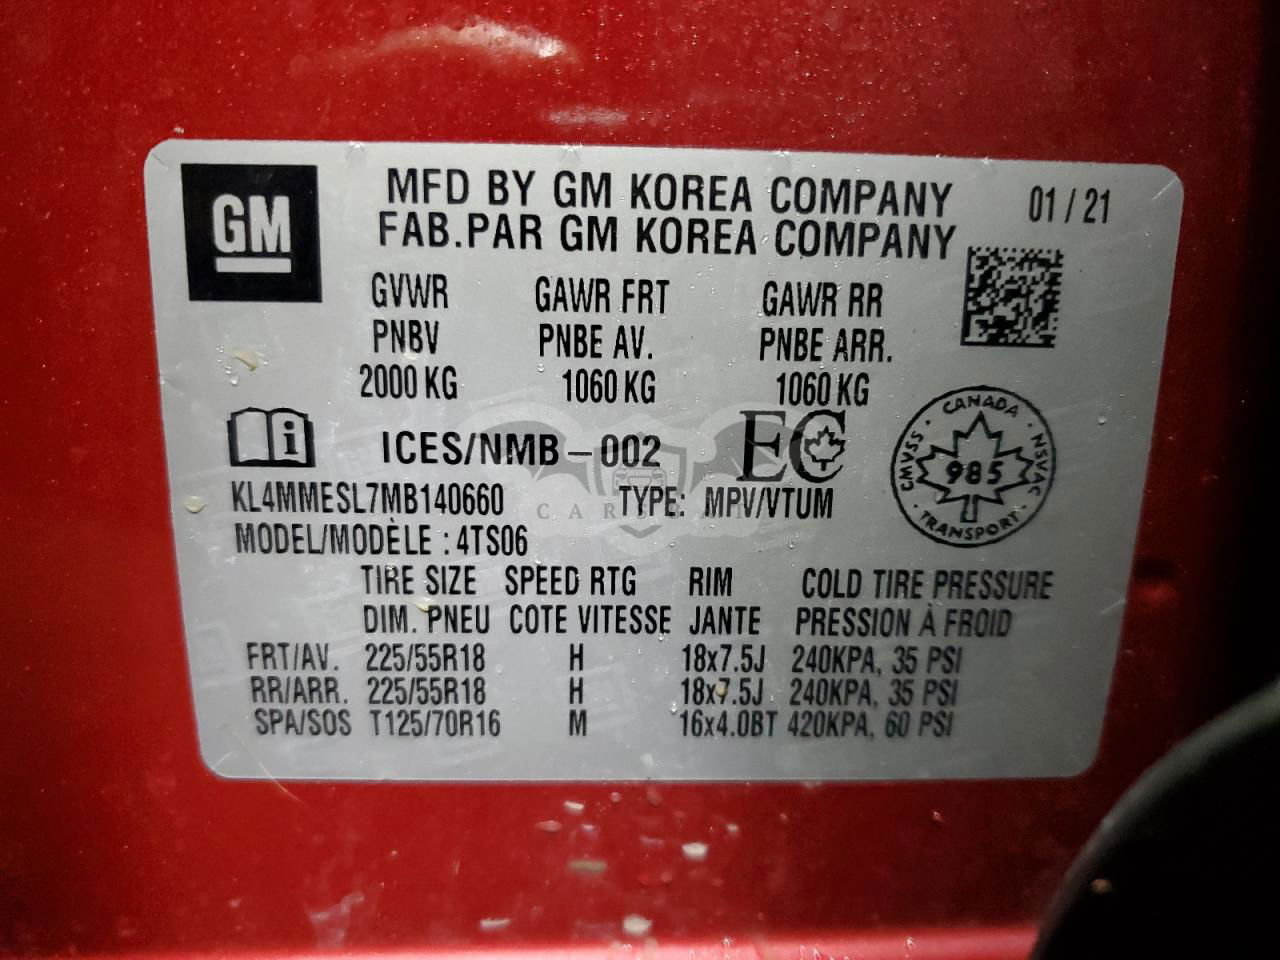 GM
MFD BY GM KOREA COMPANY
01 / 21
FAB.PAR GM KOREA COMPANY
GVWR GAWR FRT GAWR RR
PNBV PNBE AV. PNBE ARR.
2000 KG 1060 KG 1060 KG
ICES/NMB-002 EC
CANADA
CMVSS 985 NSVAC
TRANSPORT
KL4MMESL7MB140660 TYPE: MPV/VTUM
MODEL/MODÈLE : 4TS06
TIRE SIZE SPEED RTG RIM COLD TIRE PRESSURE
DIM. PNEU COTE VITESSE JANTE PRESSION À FROID
FRT/AV. 225/55R18 H 18x7.5J 240KPA, 35 PSI
RR/ARR. 225/55R18 H 18x7.5J 240KPA, 35 PSI
SPA/SOS T125/70R16 M 16x4.0BT 420KPA, 60 PSI